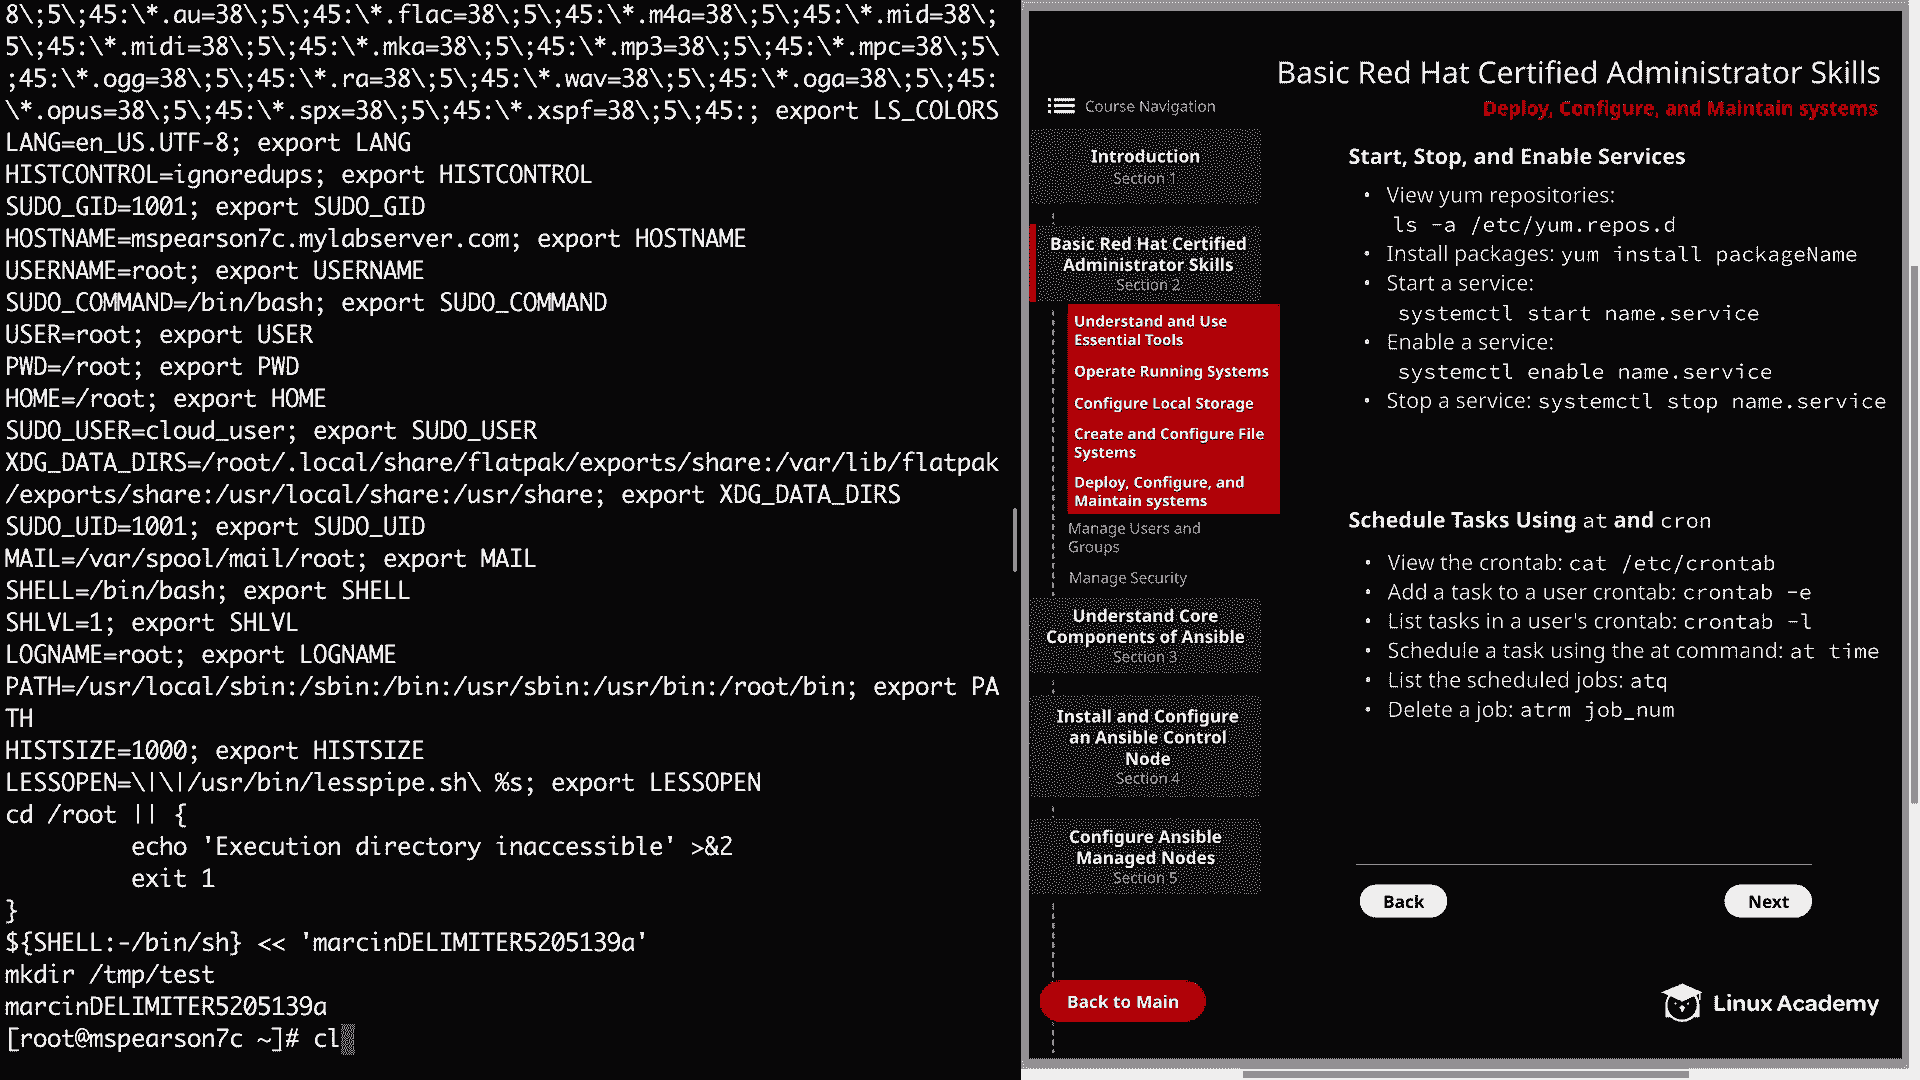 8\;5\;45:\*.au=38\;5\;45:\*.flac=38\;5\;45:\*.m4a=38\;5\;45:\*.mid=38\;
5\;45:\*.midi=38\;5\;45:\*.mka=38\;5\;45:\*.mp3=38\;5\;45:\*.mpc=38\;5\
;45:\*.ogg=38\;5\;45:\*.ra=38\;5\;45:\*.wav=38\;5\;45:\*.oga=38\;5\;45:
\*.opus=38\;5\;45:\*.spx=38\;5\;45:\*.xspf=38\;5\;45:; export LS_COLORS
LANG=en_US.UTF-8; export LANG
HISTCONTROL=ignoredups; export HISTCONTROL
SUDO_GID=1001; export SUDO_GID
HOSTNAME=mspearson7c.mylabserver.com; export HOSTNAME
USERNAME=root; export USERNAME
SUDO_COMMAND=/bin/bash; export SUDO_COMMAND
USER=root; export USER
PWD=/root; export PWD
HOME=/root; export HOME
SUDO_USER=cloud_user; export SUDO_USER
XDG_DATA_DIRS=/root/.local/share/flatpak/exports/share:/var/lib/flatpak
/exports/share:/usr/local/share:/usr/share; export XDG_DATA_DIRS
SUDO_UID=1001; export SUDO_UID
MAIL=/var/spool/mail/root; export MAIL
SHELL=/bin/bash; export SHELL
SHLVL=1; export SHLVL
LOGNAME=root; export LOGNAME
PATH=/usr/local/sbin:/sbin:/bin:/usr/sbin:/usr/bin:/root/bin; export PA
TH
HISTSIZE=1000; export HISTSIZE
LESSOPEN=\|\|/usr/bin/lesspipe.sh\ %s; export LESSOPEN
cd /root || {
echo 'Execution directory inaccessible' >&2
exit 1
}
${SHELL:-/bin/sh} << 'marcinDELIMITER5205139a'
mkdir /tmp/test
marcinDELIMITER5205139a
[root@mspearson7c ~]# cl
Basic Red Hat Certified Administrator Skills
Deploy, Configure, and Maintain systems
Course Navigation
Introduction
Section 1
Basic Red Hat Certified
Administrator Skills
Section 2
Understand and Use
Essential Tools
Operate Running Systems
Configure Local Storage
Create and Configure File
Systems
Deploy, Configure, and
Maintain systems
Manage Users and
Groups
Manage Security
Understand Core
Components of Ansible
Section 3
Install and Configure
an Ansible Control
Node
Section 4
Configure Ansible
Managed Nodes
Section 5
Back to Main
Start, Stop, and Enable Services
• View yum repositories:
ls -a /etc/yum.repos.d
• Install packages: yum install packageName
• Start a service:
systemctl start name.service
• Enable a service:
systemctl enable name.service
• Stop a service: systemctl stop name.service
Schedule Tasks Using at and cron
• View the crontab: cat /etc/crontab
• Add a task to a user crontab: crontab -e
• List tasks in a user's crontab: crontab -l
• Schedule a task using the at command: at time
• List the scheduled jobs: atq
• Delete a job: atrm job_num
Back
Next
Linux Academy